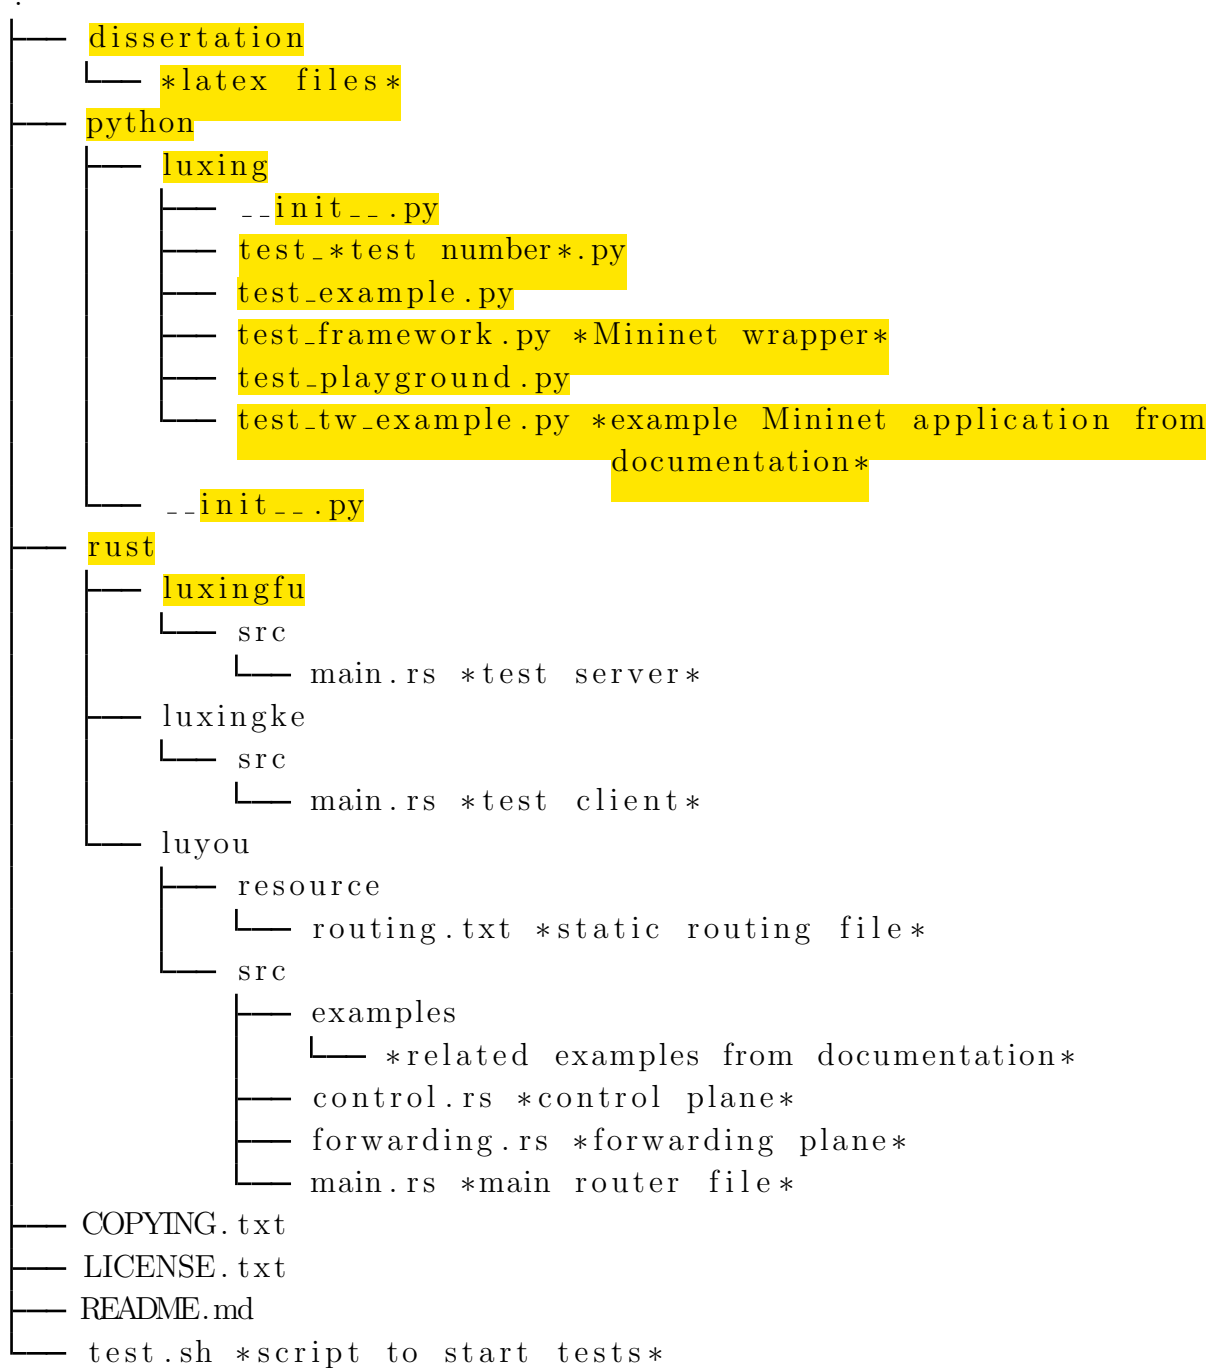 .
├── dissertation
│   └── *latex files*
├── python
│   ├── luxing
│   │   ├── __init__.py
│   │   ├── test_*test number*.py
│   │   ├── test_example.py
│   │   ├── test_framework.py *Mininet wrapper*
│   │   ├── test_playground.py
│   │   └── test_tw_example.py *example Mininet application from
│   │                           documentation*
│   └── __init__.py
├── rust
│   ├── luxingfu
│   │   └── src
│   │       └── main.rs *test server*
│   ├── luxingke
│   │   └── src
│   │       └── main.rs *test client*
│   └── luyou
│       ├── resource
│       │   └── routing.txt *static routing file*
│       └── src
│           ├── examples
│           │   └── *related examples from documentation*
│           ├── control.rs *control plane*
│           ├── forwarding.rs *forwarding plane*
│           └── main.rs *main router file*
├── COPYING.txt
├── LICENSE.txt
├── README.md
└── test.sh *script to start tests*